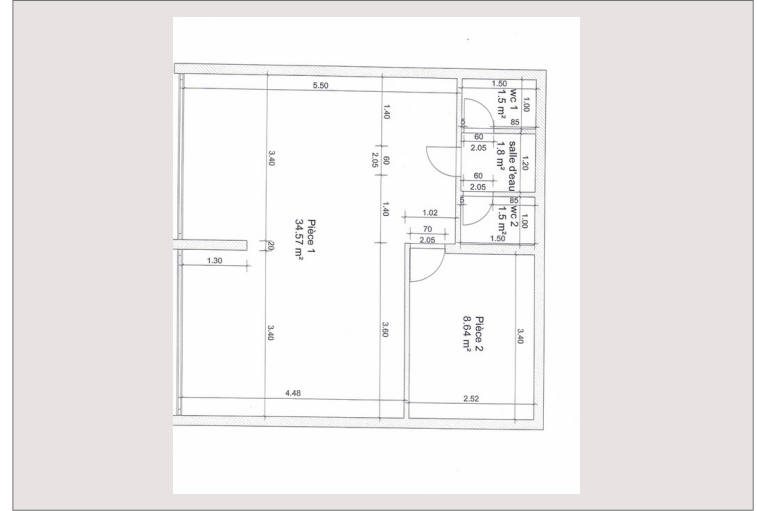 5.50
1.50
wc 1
1.5 m²
1.00
5
85
60
2.05
1.40
60
2.05
3.40
salle d'eau
1.8 m²
1.20
60
2.05
5
85
wc 2
1.5 m²
1.00
1.50
1.40
1.02
70
2.05
Pièce 1
34.57 m²
20
1.30
3.40
3.60
Pièce 2
8.64 m²
3.40
4.48
2.52